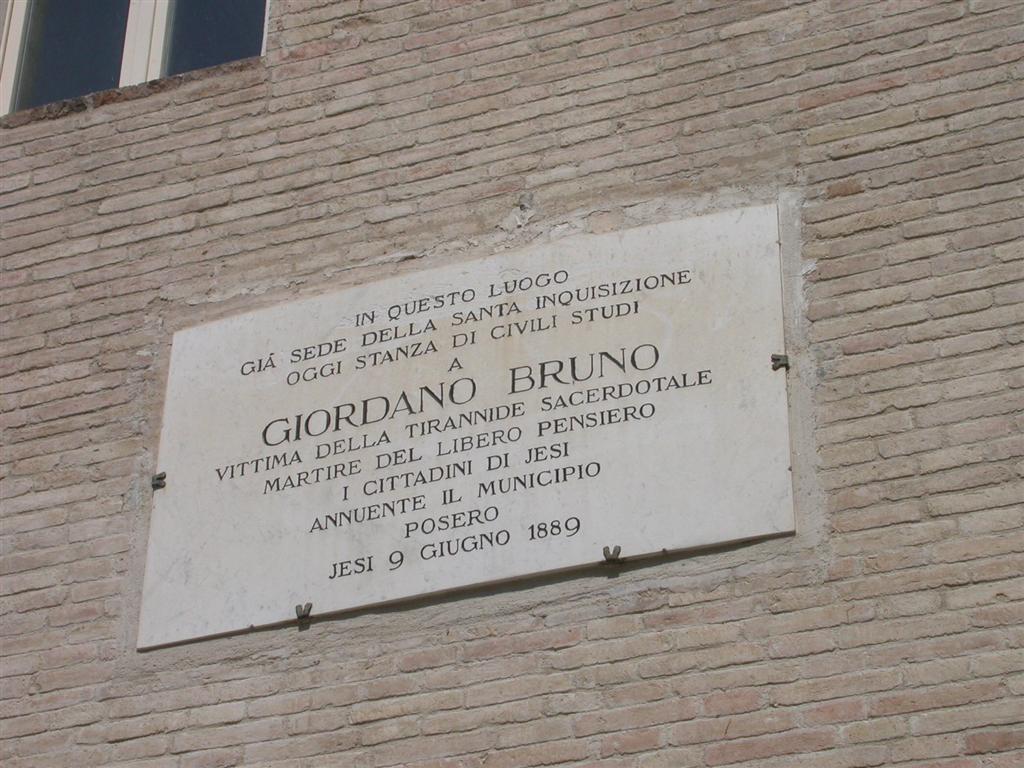 IN QUESTO LUOGO
GIÁ SEDE DELLA SANTA INQUISIZIONE
OGGI STANZA DI CIVILI STUDI
A
GIORDANO BRUNO
VITTIMA DELLA TIRANNIDE SACERDOTALE
MARTIRE DEL LIBERO PENSIERO
I CITTADINI DI JESI
ANNUENTE IL MUNICIPIO
POSERO
JESI 9 GIUGNO 1889